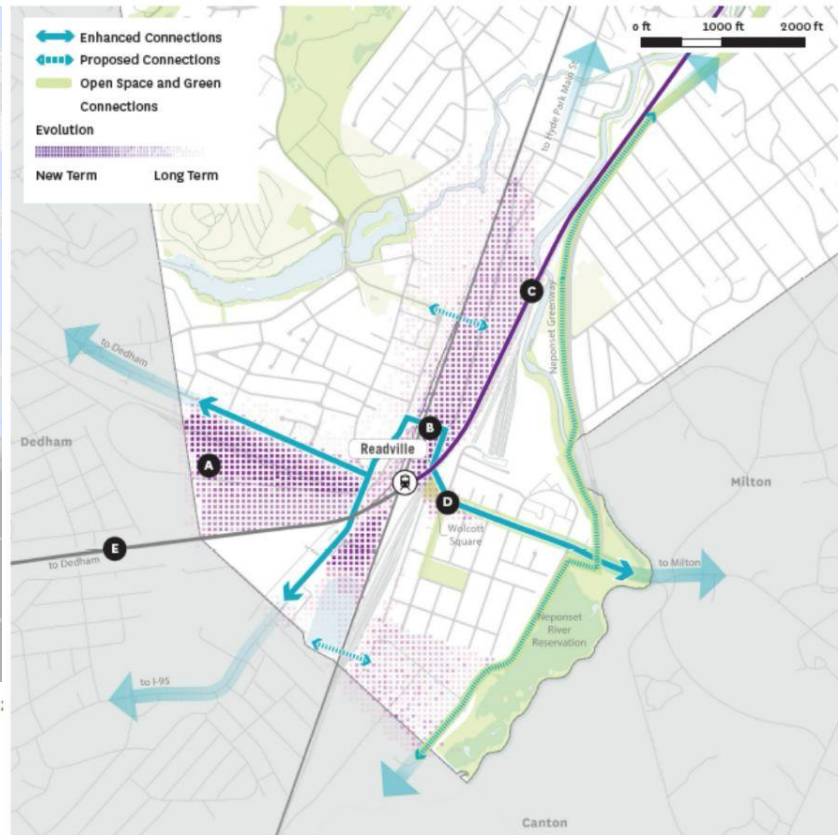 Enhanced Connections
Proposed Connections
Open Space and Green
Connections
Evolution
New Term Long Term
0 ft 1000 ft 2000 ft
to Hyde Park Main St
C
Neponset Greenway
to Dedham
Dedham
A
B
Readville
Milton
D
Wolcott
Square
E
to Dedham
to Milton
Neponset
River
Reservation
to I-95
Canton